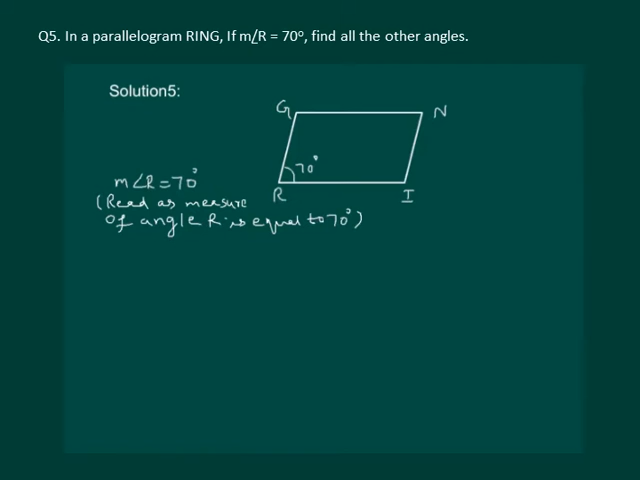 Q5. In a parallelogram RING, If m∠R = 70º, find all the other angles.
Solution5:
G
N
70°
m∠R=70°
R
I
(Read as measure
Of angle R is equal to 70°)